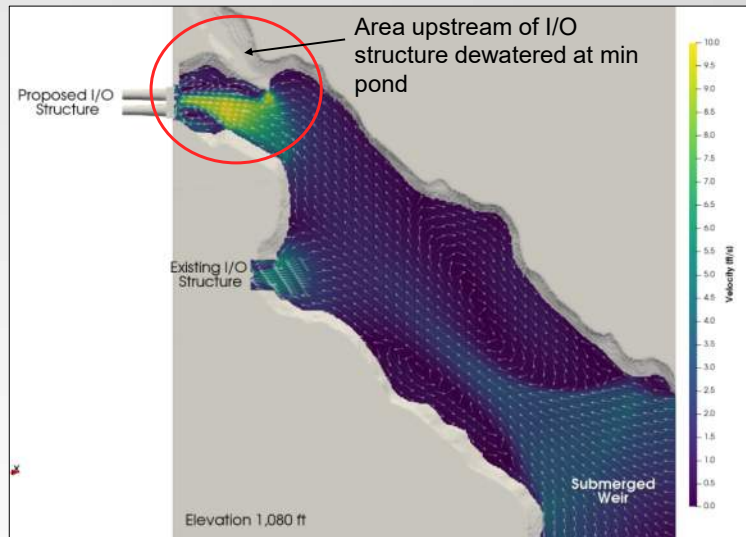 Area upstream of I/O
structure dewatered at min
pond
Proposed I/O
Structure
Existing I/O
Structure
Submerged
Weir
Elevation 1,080 ft
10.0
9.5
9.0
8.5
8.0
7.5
7.0
6.5
6.0
5.5
5.0
4.5
4.0
3.5
3.0
2.5
2.0
1.5
1.0
0.5
0.0
Velocity (ft/s)